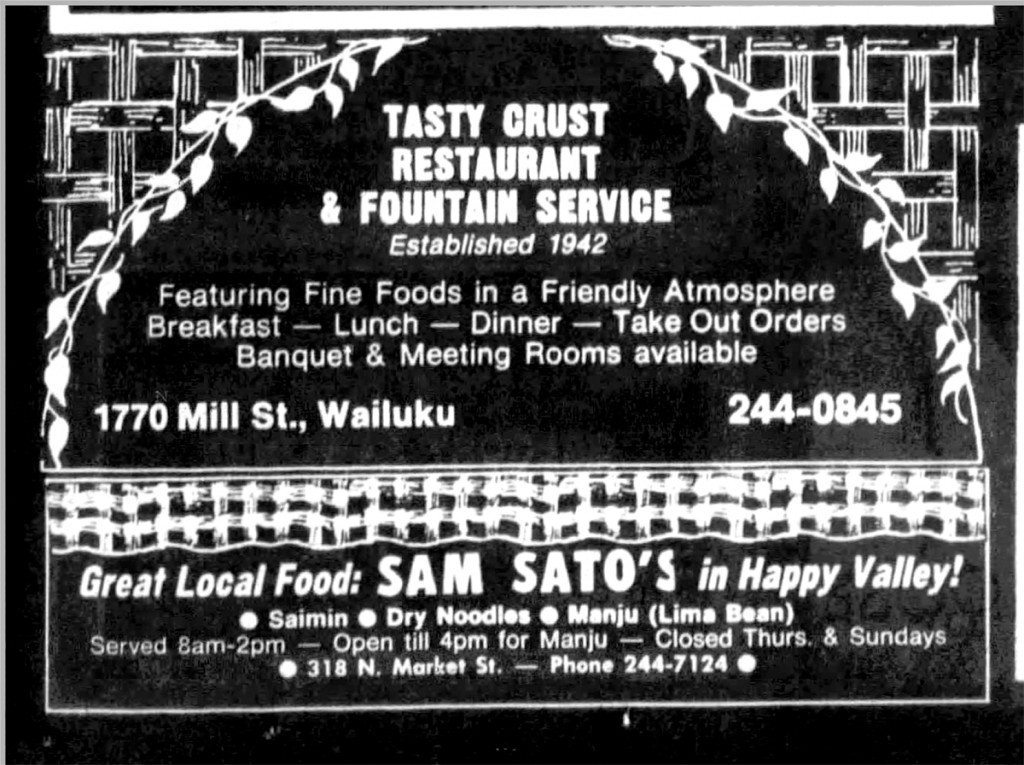 TASTY CRUST
RESTAURANT
& FOUNTAIN SERVICE
Established 1942
Featuring Fine Foods in a Friendly Atmosphere
Breakfast — Lunch — Dinner — Take Out Orders
Banquet & Meeting Rooms available
1770 Mill St., Wailuku 244-0845
Great Local Food: SAM SATO'S in Happy Valley!
● Saimin ● Dry Noodles ● Manju (Lima Bean)
Served 8am-2pm — Open till 4pm for Manju — Closed Thurs. & Sundays
● 318 N. Market St. — Phone 244-7124 ●